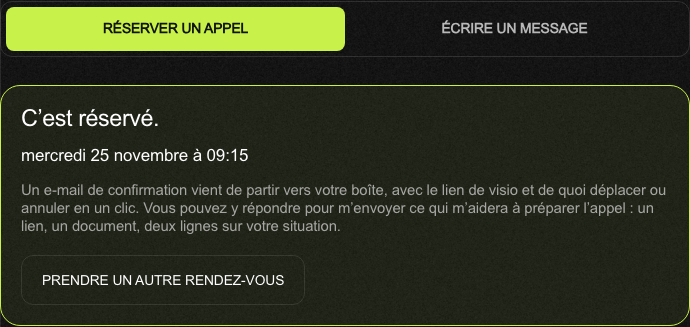 RÉSERVER UN APPEL
ÉCRIRE UN MESSAGE
C’est réservé.
mercredi 25 novembre à 09:15
Un e-mail de confirmation vient de partir vers votre boîte, avec le lien de visio et de quoi déplacer ou
annuler en un clic. Vous pouvez y répondre pour m’envoyer ce qui m’aidera à préparer l’appel : un
lien, un document, deux lignes sur votre situation.
PRENDRE UN AUTRE RENDEZ-VOUS